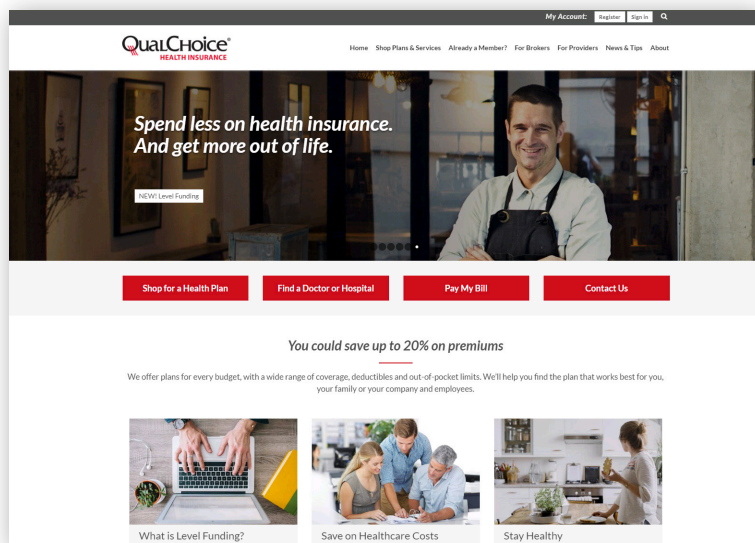 My Account: Register Sign in
QualChoice®
HEALTH INSURANCE
Home Shop Plans & Services Already a Member? For Brokers For Providers News & Tips About
Spend less on health insurance.
And get more out of life.
NEW! Level Funding
Shop for a Health Plan Find a Doctor or Hospital Pay My Bill Contact Us
You could save up to 20% on premiums
We offer plans for every budget, with a wide range of coverage, deductibles and out-of-pocket limits. We'll help you find the plan that works best for you,
your family or your company and employees.
What is Level Funding? Save on Healthcare Costs Stay Healthy